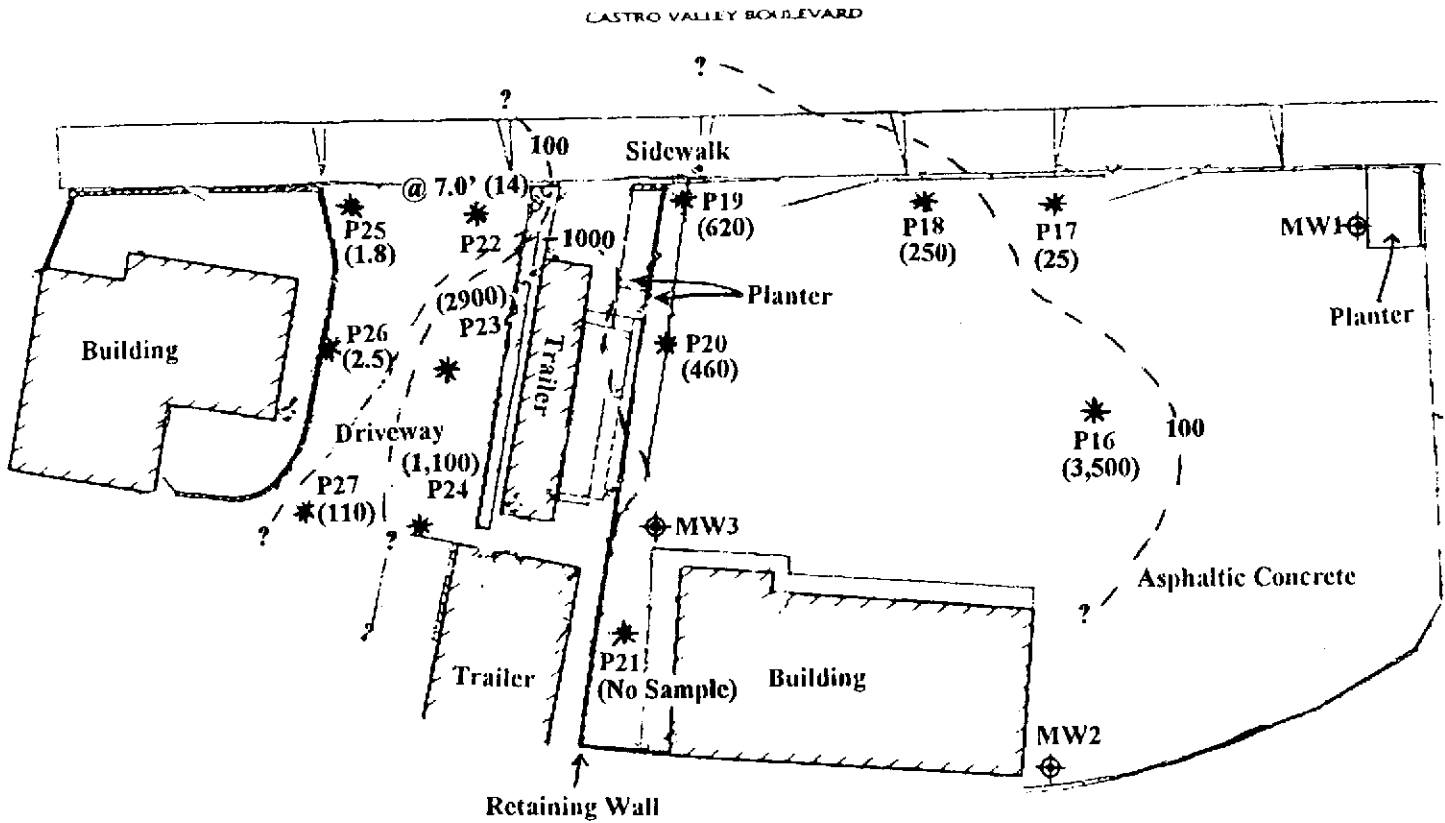 CASTRO VALLEY BOULEVARD
?
?
100
Sidewalk
@ 7.0' (14)
P25
(1.8)
P22
1000
P19
(620)
P18
(250)
P17
(25)
MW1
Planter
Planter
(2900)
P23
Trailer
P20
(460)
P26
(2.5)
Building
Driveway
(1,100)
P24
P27
(110)
P16
(3,500)
100
?
?
?
MW3
Asphaltic Concrete
?
P21
(No Sample)
Trailer
Building
MW2
Retaining Wall